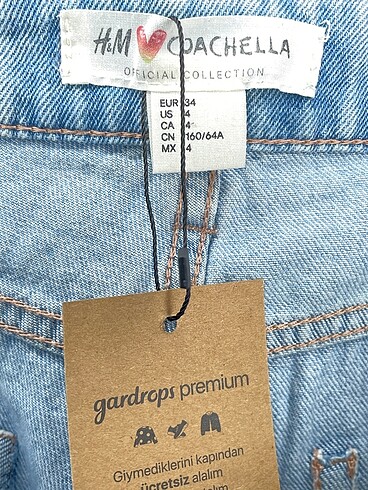 H&M COACHELLA
OFFICIAL COLLECTION
EUR 34
US 4
CA 4
CN 160/64A
MX 4
gardrops premium
Giymediklerini kapından
ücretsiz alalım